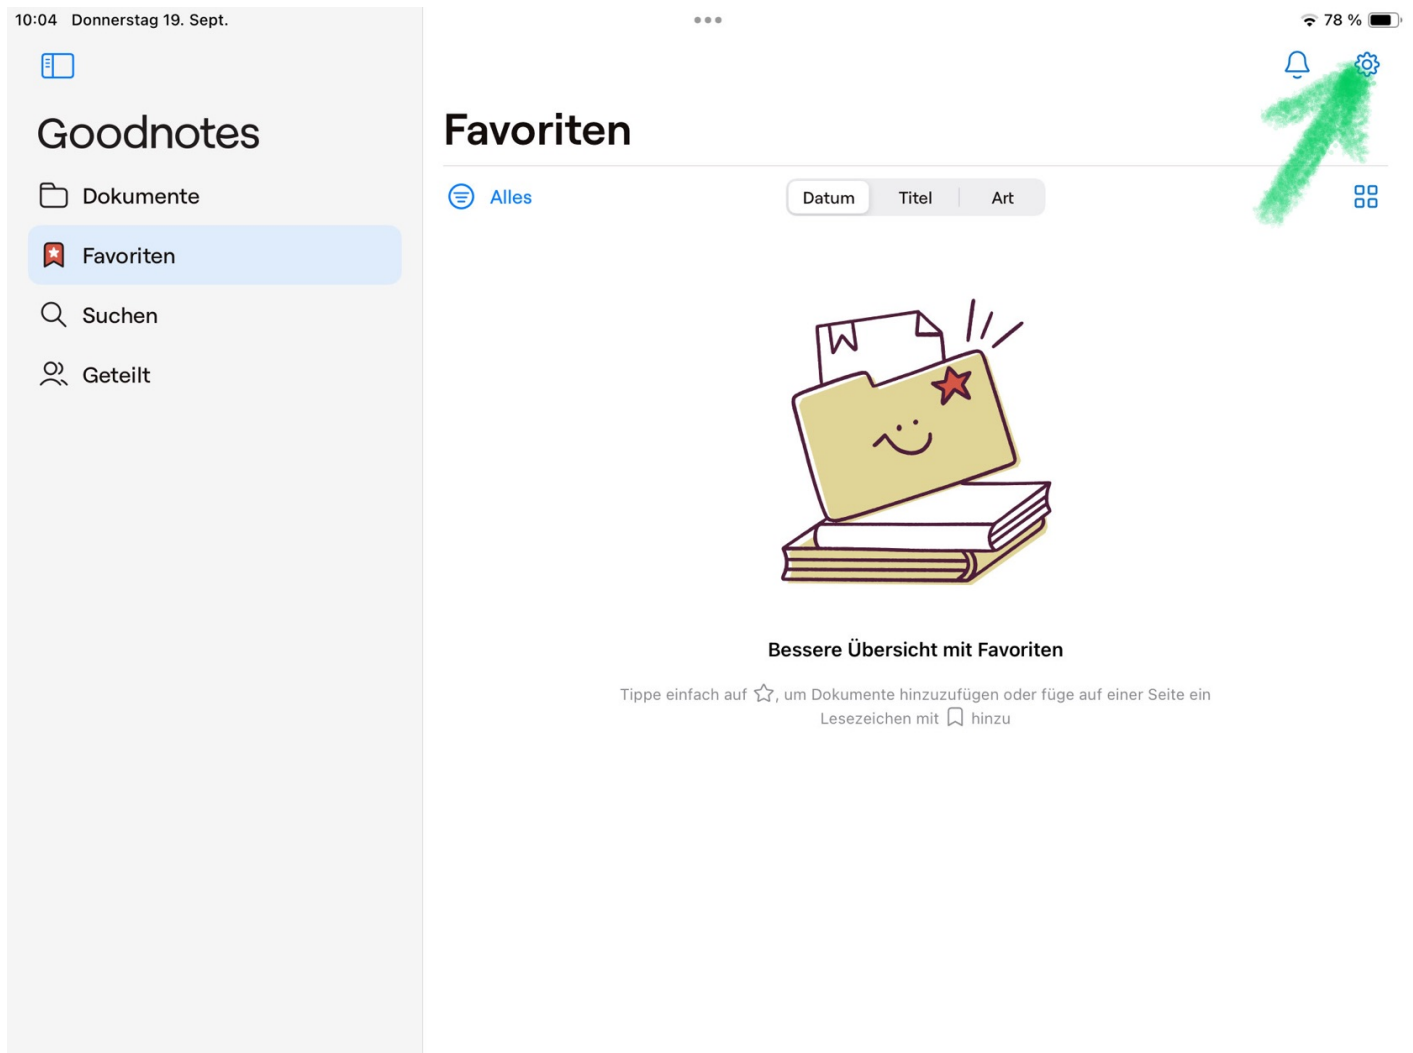 10:04 Donnerstag 19. Sept.
78 %
Goodnotes
Dokumente
Favoriten
Suchen
Geteilt
Favoriten
Alles
Datum Titel Art
Bessere Übersicht mit Favoriten
Tippe einfach auf , um Dokumente hinzuzufügen oder füge auf einer Seite ein
Lesezeichen mit hinzu